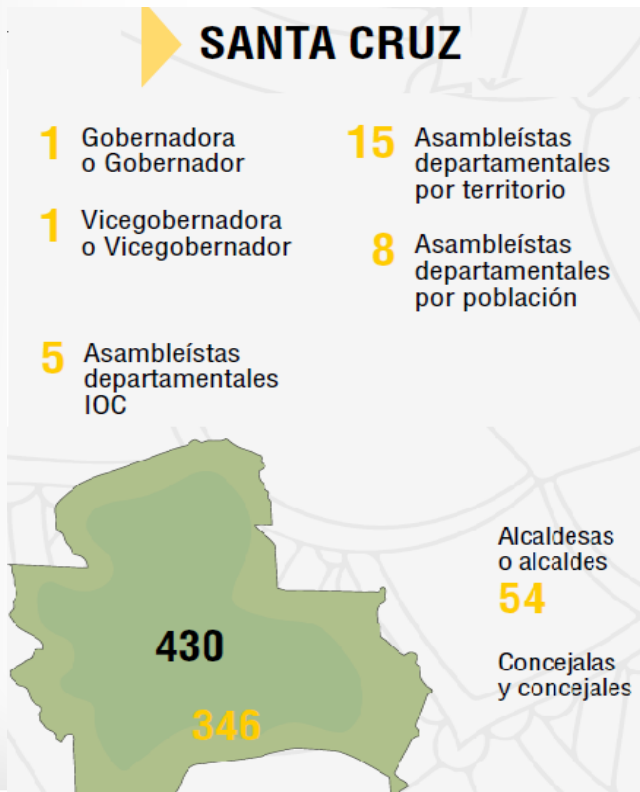 SANTA CRUZ
1 Gobernadora
o Gobernador
1 Vicegobernadora
o Vicegobernador
5 Asambleístas
departamentales
IOC
15 Asambleístas
departamentales
por territorio
8 Asambleístas
departamentales
por población
430
346
Alcaldesas
o alcaldes
54
Concejalas
y concejales